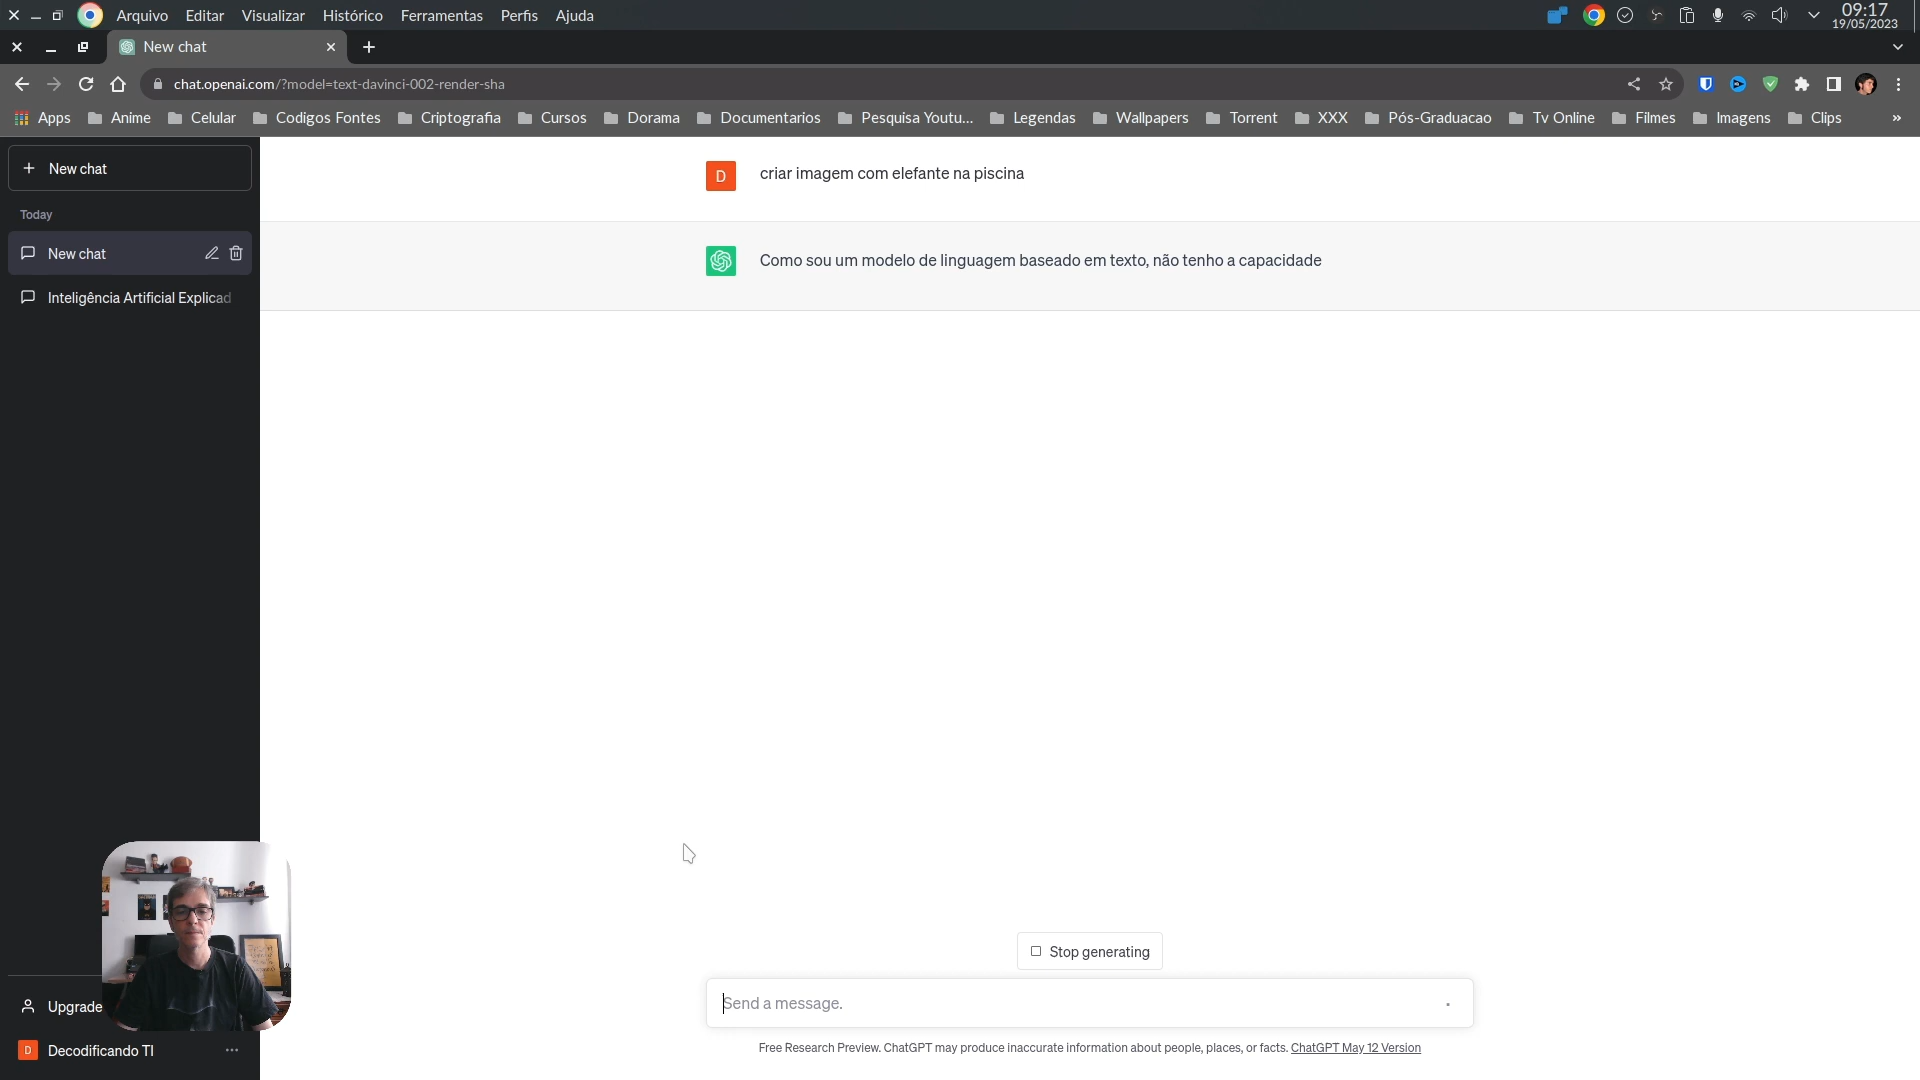 Arquivo Editar Visualizar Histórico Ferramentas Perfis Ajuda
09:17
19/05/2023
New chat
chat.openai.com/?model=text-davinci-002-render-sha
Apps Anime Celular Codigos Fontes Criptografia Cursos Dorama Documentarios Pesquisa Youtu... Legendas Wallpapers Torrent XXX Pós-Graduacao Tv Online Filmes Imagens Clips »
New chat
Today
New chat
Inteligência Artificial Explicad
D
criar imagem com elefante na piscina
Como sou um modelo de linguagem baseado em texto, não tenho a capacidade
Stop generating
Send a message.
Free Research Preview. ChatGPT may produce inaccurate information about people, places, or facts. ChatGPT May 12 Version
Upgrade
D Decodificando TI